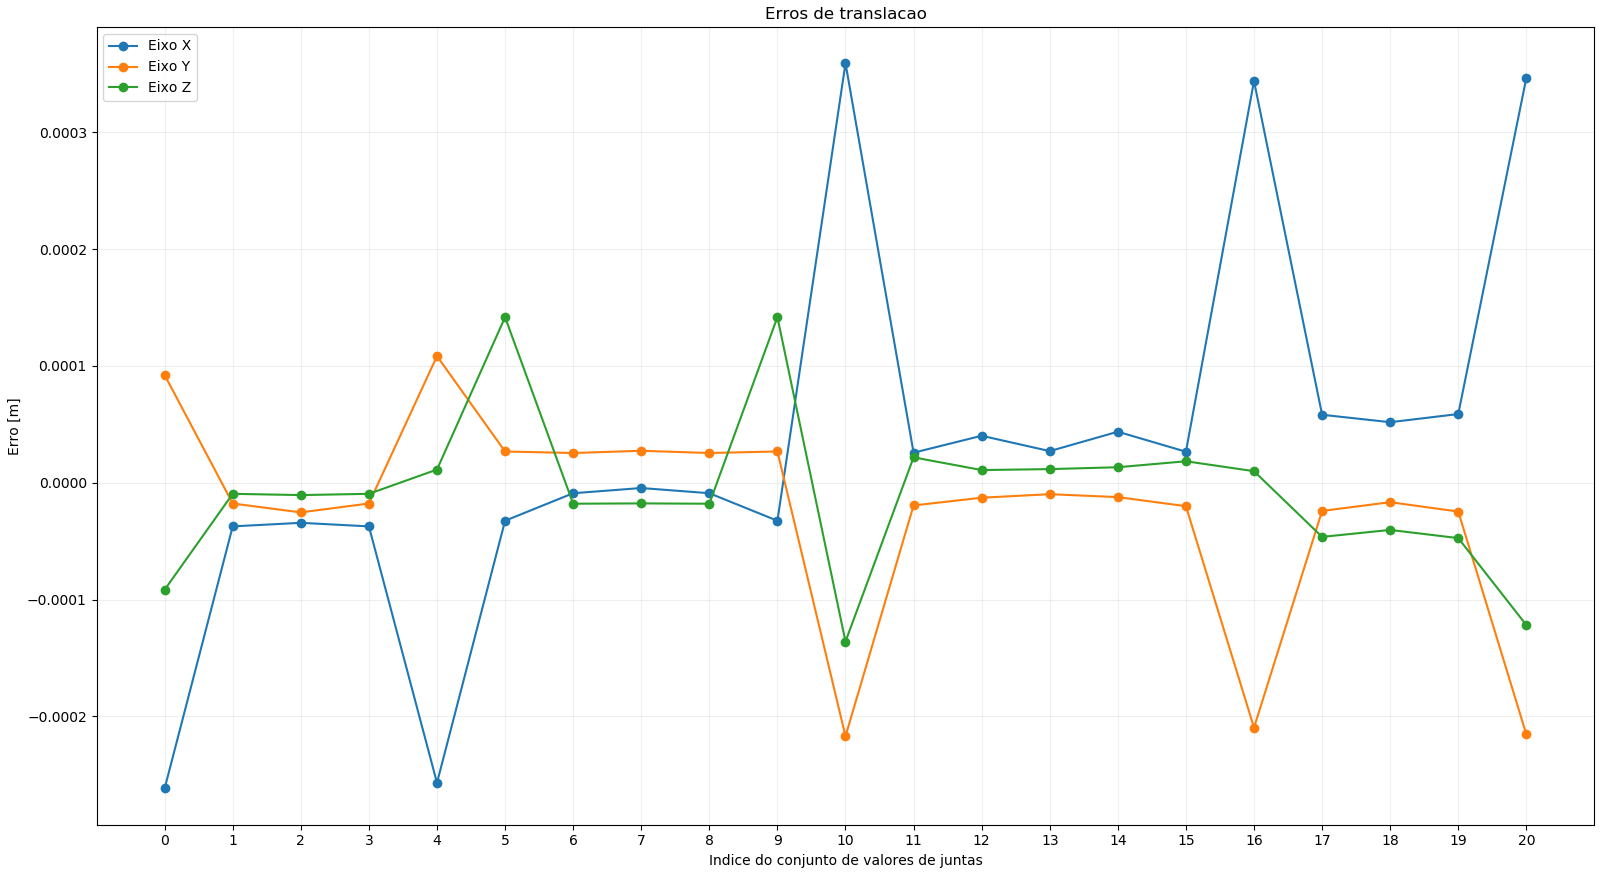 Erros de translacao
Eixo X
Eixo Y
Eixo Z
0.0003
0.0002
0.0001
0.0000
−0.0001
−0.0002
Erro [m]
0 1 2 3 4 5 6 7 8 9 10 11 12 13 14 15 16 17 18 19 20
Indice do conjunto de valores de juntas